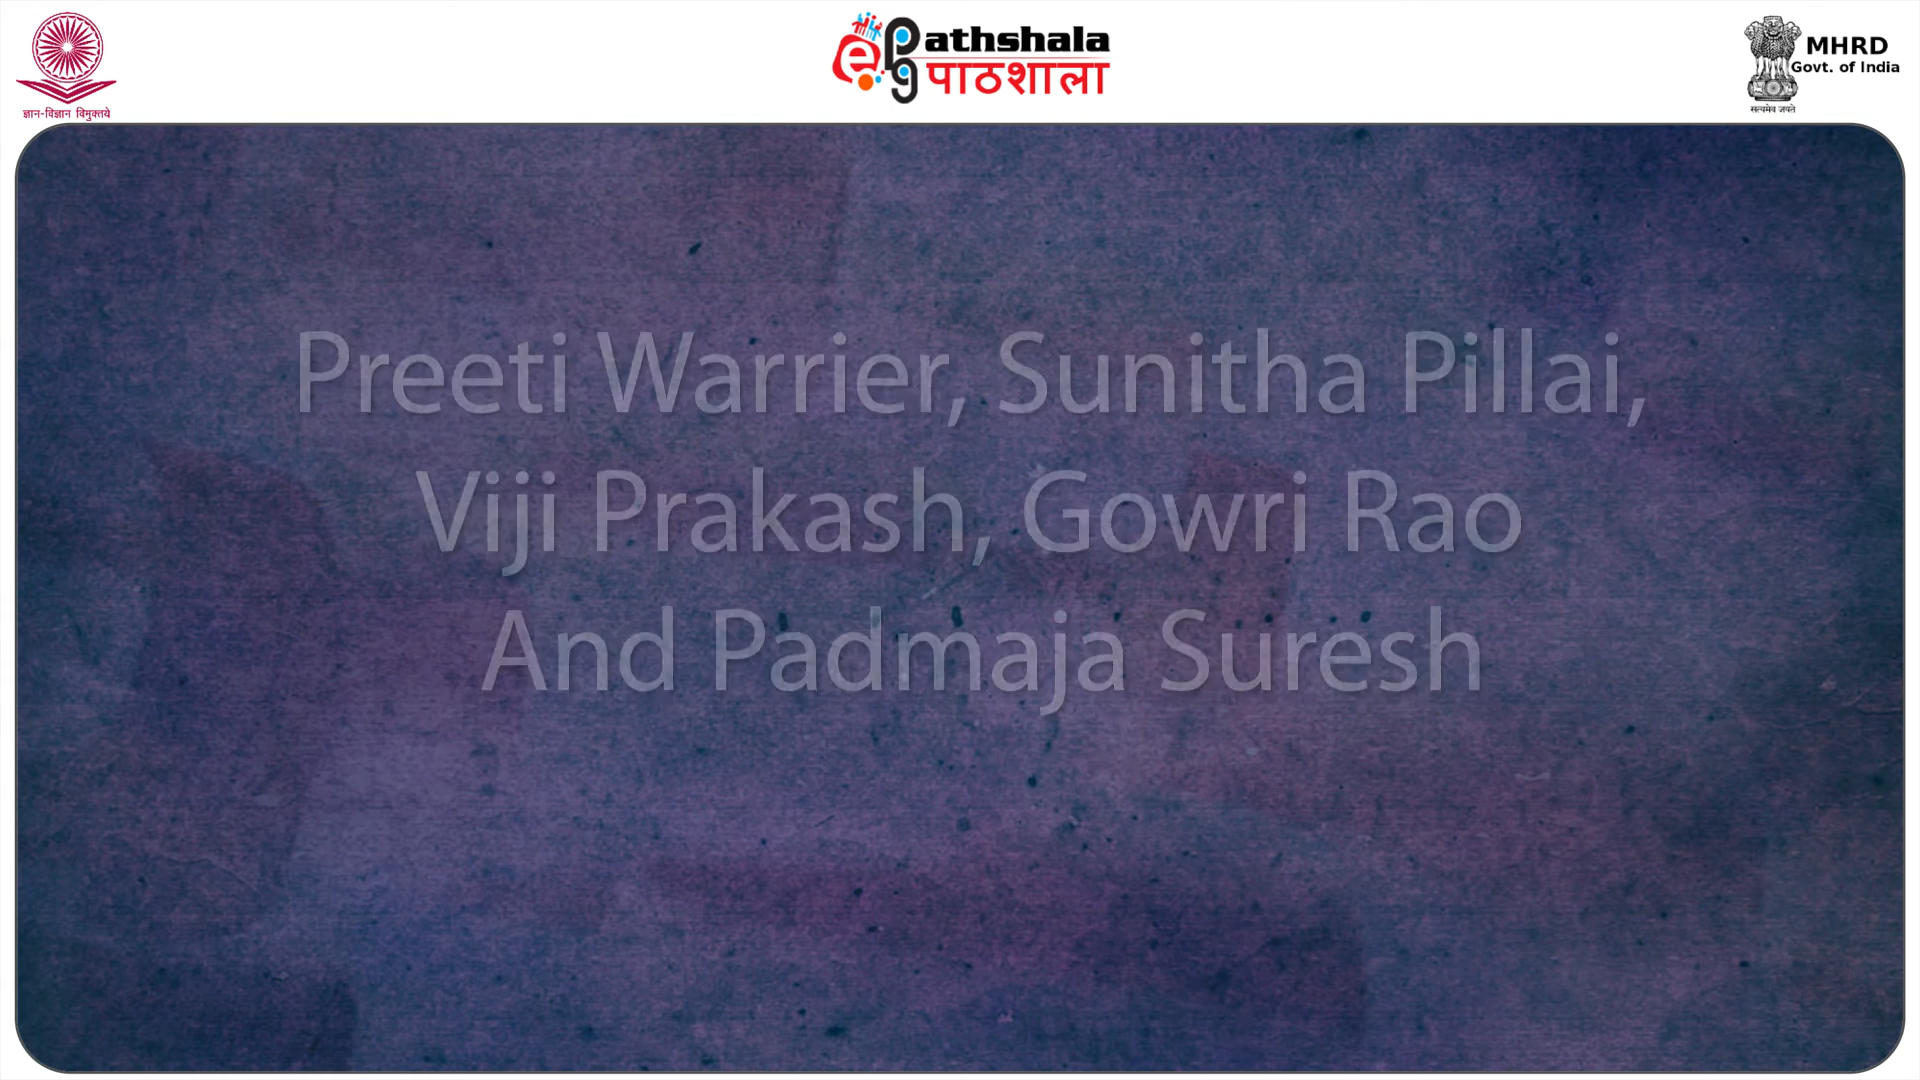 ePathshala
पाठशाला
MHRD
Govt. of India
ज्ञान-विज्ञान विमुक्तये
सत्यमेव जयते
Preeti Warrier, Sunitha Pillai,
Viji Prakash, Gowri Rao
And Padmaja Suresh